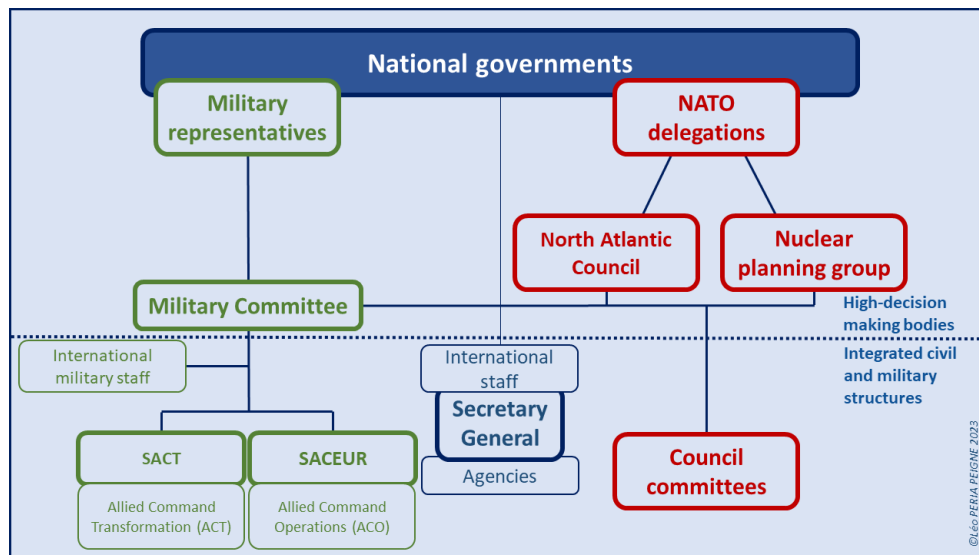 National governments
Military
representatives
NATO
delegations
North Atlantic
Council
Nuclear
planning group
Military Committee
High-decision
making bodies
International
military staff
International
staff
Integrated civil
and military
structures
Secretary
General
SACT
SACEUR
Council
committees
Agencies
Allied Command
Transformation (ACT)
Allied Command
Operations (ACO)
©Léo PERIA PEIGNE 2023